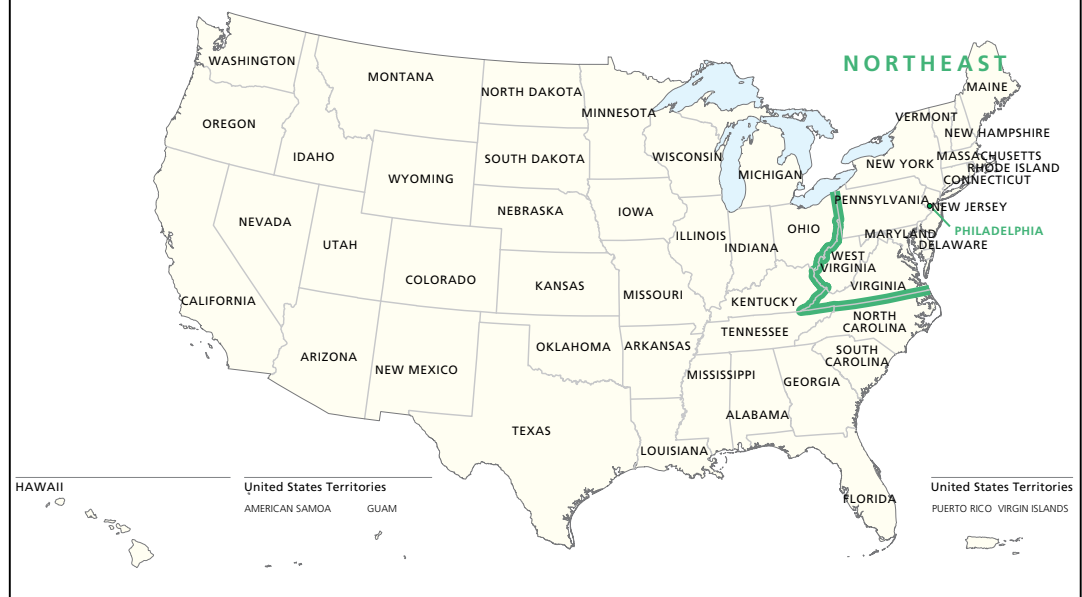 NORTHEAST
WASHINGTON
MONTANA
NORTH DAKOTA
MINNESOTA
MAINE
OREGON
VERMONT
NEW HAMPSHIRE
IDAHO
SOUTH DAKOTA
WISCONSIN
MICHIGAN
NEW YORK
MASSACHUSETTS
RHODE ISLAND
CONNECTICUT
WYOMING
NEBRASKA
IOWA
PENNSYLVANIA
NEW JERSEY
PHILADELPHIA
NEVADA
UTAH
ILLINOIS
INDIANA
OHIO
MARYLAND
DELAWARE
WEST
VIRGINIA
COLORADO
KANSAS
MISSOURI
KENTUCKY
VIRGINIA
CALIFORNIA
NORTH
CAROLINA
TENNESSEE
ARIZONA
NEW MEXICO
OKLAHOMA
ARKANSAS
SOUTH
CAROLINA
MISSISSIPPI
GEORGIA
ALABAMA
TEXAS
LOUISIANA
FLORIDA
HAWAII
United States Territories
AMERICAN SAMOA
GUAM
United States Territories
PUERTO RICO
VIRGIN ISLANDS